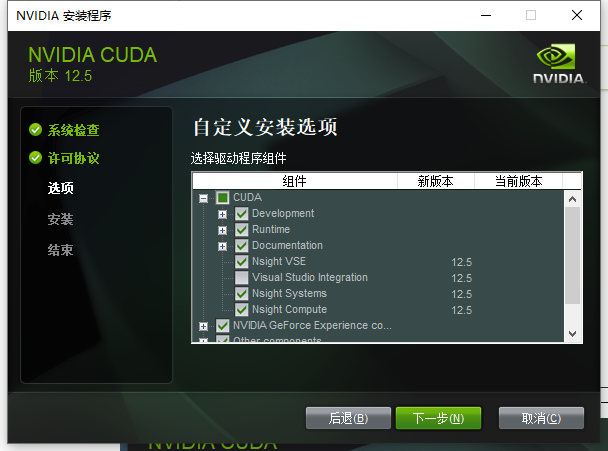 NVIDIA 安装程序
NVIDIA CUDA
版本 12.5
NVIDIA.
系统检查
许可协议
选项
安装
结束
自定义安装选项
选择驱动程序组件
组件 新版本 当前版本
CUDA
Development
Runtime
Documentation
Nsight VSE 12.5
Visual Studio Integration 12.5
Nsight Systems 12.5
Nsight Compute 12.5
NVIDIA GeForce Experience co...
Other components
后退(B) 下一步(N) 取消(C)
NVIDIA CUDA